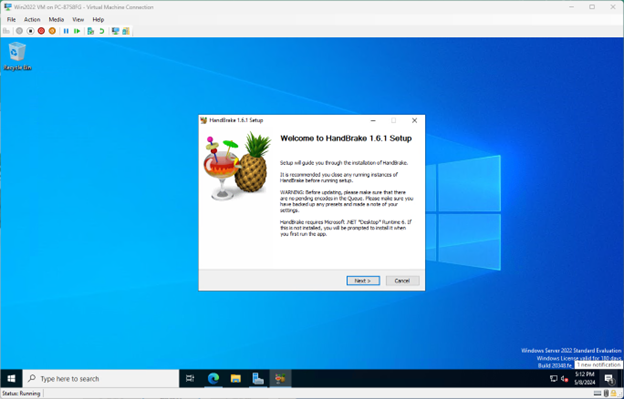 Win2022 VM on PC-8758FG - Virtual Machine Connection
File Action Media View Help
Recycle Bin
HandBrake 1.6.1 Setup
Welcome to HandBrake 1.6.1 Setup
Setup will guide you through the installation of HandBrake.
It is recommended you close any running instances of
HandBrake before running setup.
WARNING: Before updating, please make sure that there
are no pending encodes in the Queue. Please make sure you
have backed up any presets and made a note of your
settings.
HandBrake requires Microsoft .NET "Desktop" Runtime 6. If
this is not installed, you will be prompted to install it when
you first run the app.
Next >
Cancel
Windows Server 2022 Standard Evaluation
Windows License valid for 180 days
Build 20348.fe
1 new notification
Type here to search
5:12 PM
5/8/2024
Status: Running